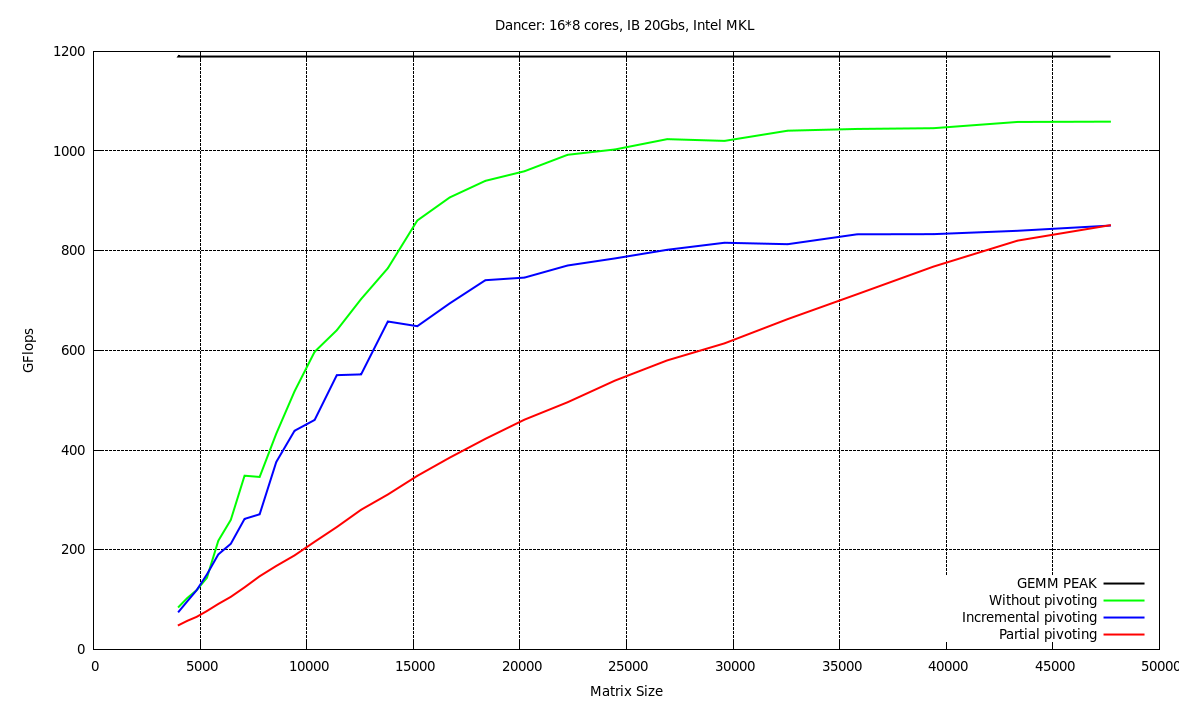 Dancer: 16*8 cores, IB 20Gbs, Intel MKL
1200
1000
800
600
400
200
0
GFlops
GEMM PEAK
Without pivoting
Incremental pivoting
Partial pivoting
0 5000 10000 15000 20000 25000 30000 35000 40000 45000 50000
Matrix Size